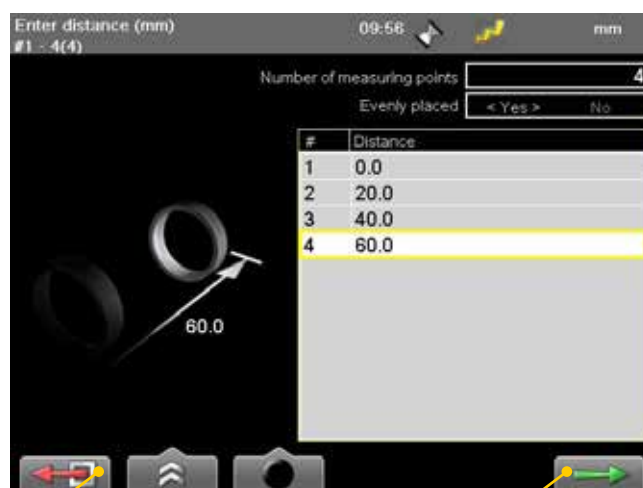 Enter distance (mm) 09:56 mm
#1 - 4(4)
Number of measuring points 4
Evenly placed < Yes > No
# Distance
1 0.0
2 20.0
3 40.0
4 60.0
60.0